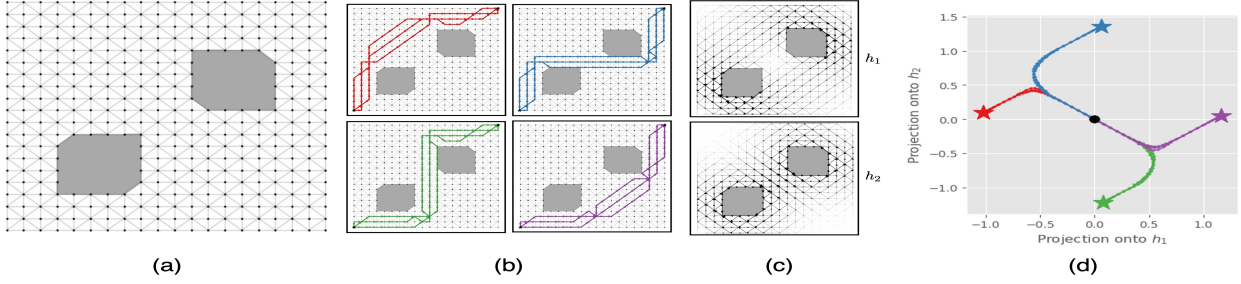 h₁
h₂
1.5
1.0
0.5
0.0
−0.5
−1.0
Projection onto h₂
−1.0 −0.5 0.0 0.5 1.0
Projection onto h₁
(a) (b) (c) (d)